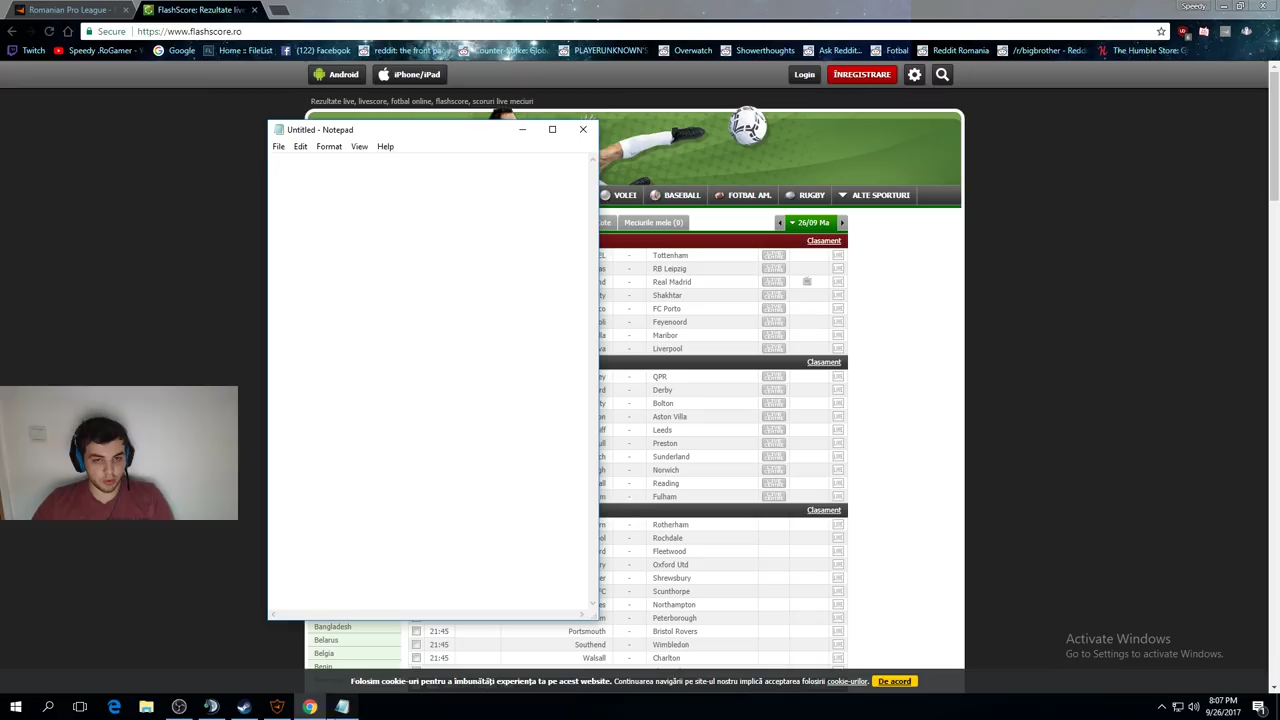 Romanian Pro League -
FlashScore: Rezultate live
Speedy
Secure
https://www.flashscore.ro
Twitch
Speedy .RoGamer - Y
Google
Home :: FileList
(122) Facebook
reddit: the front page
Counter-Strike: Glob
PLAYERUNKNOWN'S
Overwatch
Showerthoughts
Ask Reddit...
Fotbal
Reddit Romania
/r/bigbrother - Redd
The Humble Store: G
Android
iPhone/iPad
Login
ÎNREGISTRARE
Rezultate live, livescore, fotbal online, flashscore, scoruri live meciuri
Untitled - Notepad
File Edit Format View Help
VOLEI
BASEBALL
FOTBAL AM.
RUGBY
ALTE SPORTURI
Meciurile mele (0)
26/09 Ma
Clasament
- Tottenham
- RB Leipzig
- Real Madrid
- Shakhtar
- FC Porto
- Feyenoord
- Maribor
- Liverpool
Clasament
- QPR
- Derby
- Bolton
- Aston Villa
- Leeds
- Preston
- Sunderland
- Norwich
- Reading
- Fulham
Clasament
- Rotherham
- Rochdale
- Fleetwood
- Oxford Utd
- Shrewsbury
- Scunthorpe
- Northampton
- Peterborough
Bangladesh
21:45 Portsmouth - Bristol Rovers
Belarus
21:45 Southend - Wimbledon
Belgia
21:45 Walsall - Charlton
Benin
Activate Windows
Go to Settings to activate Windows.
Folosim cookie-uri pentru a îmbunătăți experiența ta pe acest website. Continuarea navigării pe site-ul nostru implică acceptarea folosirii cookie-urilor. De acord
8:07 PM
9/26/2017